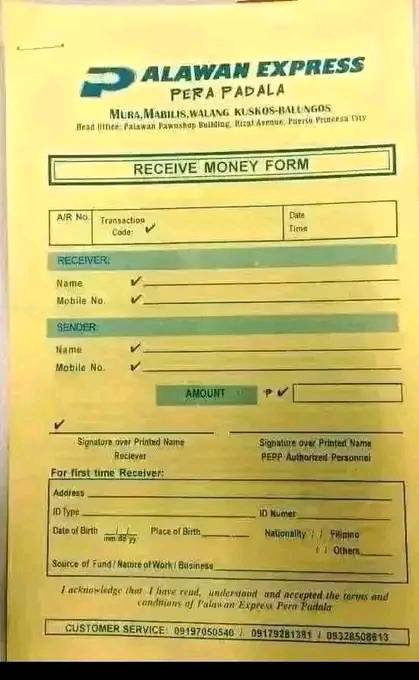 PALAWAN EXPRESS
PERA PADALA
MURA,MABILIS,WALANG KUSKOS-BALUNGOS
Head Office: Palawan Pawnshop Building, Rizal Avenue, Puerto Princesa City
RECEIVE MONEY FORM
A/R No. Transaction Code: ✓ Date
Time
RECEIVER:
Name ✓
Mobile No. ✓
SENDER:
Name ✓
Mobile No. ✓
AMOUNT ₱ ✓
✓
Signature over Printed Name Signature over Printed Name
Reciever PEPP Authorized Personnel
For first time Receiver:
Address
ID Type ID Numer
Date of Birth __/__/__ Place of Birth Nationality / / Filipino
mm dd yy / / Others
Source of Fund / Nature of Work / Business
I acknowledge that I have read, understand and accepted the terms and
conditions of Palawan Express Pera Padala
CUSTOMER SERVICE: 09197050540 / 09179281381 / 09328508613